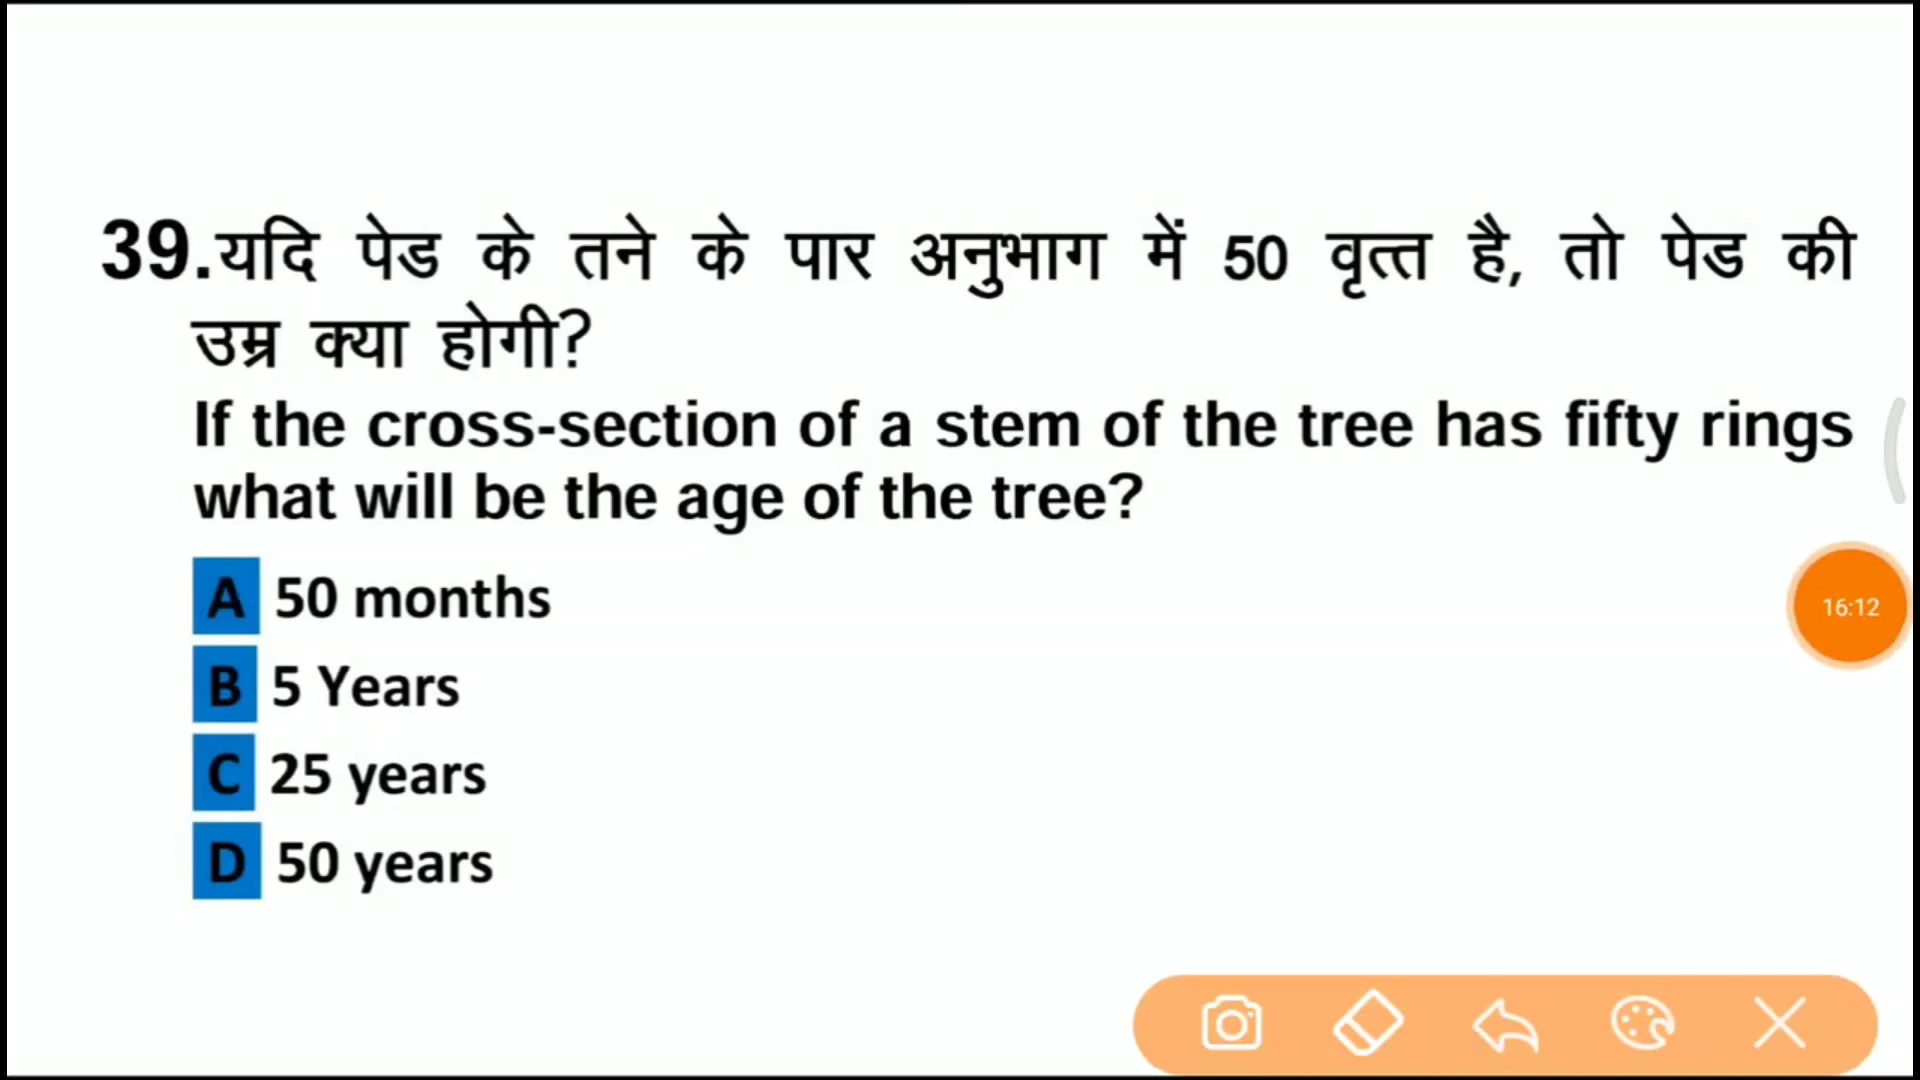 39.यदि पेड के तने के पार अनुभाग में 50 वृत्त है, तो पेड की
उम्र क्या होगी?
If the cross-section of a stem of the tree has fifty rings
what will be the age of the tree?
A 50 months
B 5 Years
C 25 years
D 50 years
16:12